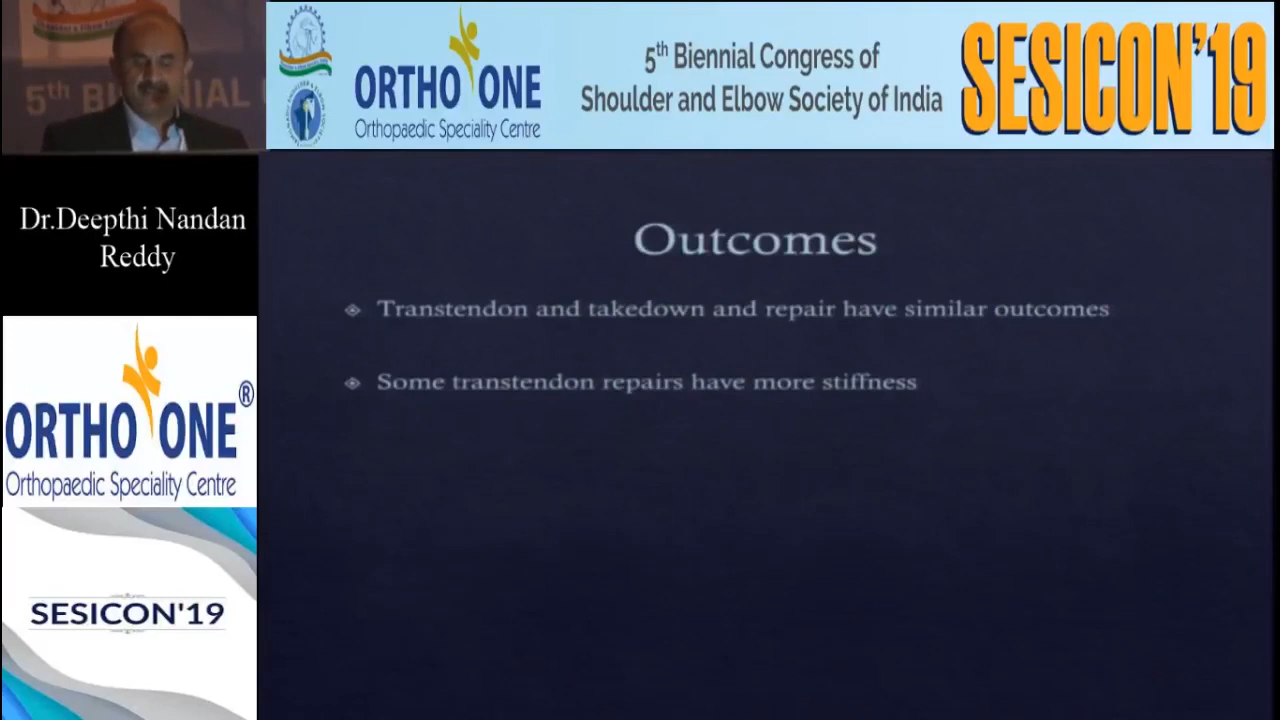 5th BIENNIAL
ORTHO ONE
Orthopaedic Speciality Centre
5th Biennial Congress of
Shoulder and Elbow Society of India
SESICON'19
Dr.Deepthi Nandan
Reddy
Outcomes
Transtendon and takedown and repair have similar outcomes
Some transtendon repairs have more stiffness
ORTHO ONE®
Orthopaedic Speciality Centre
SESICON'19